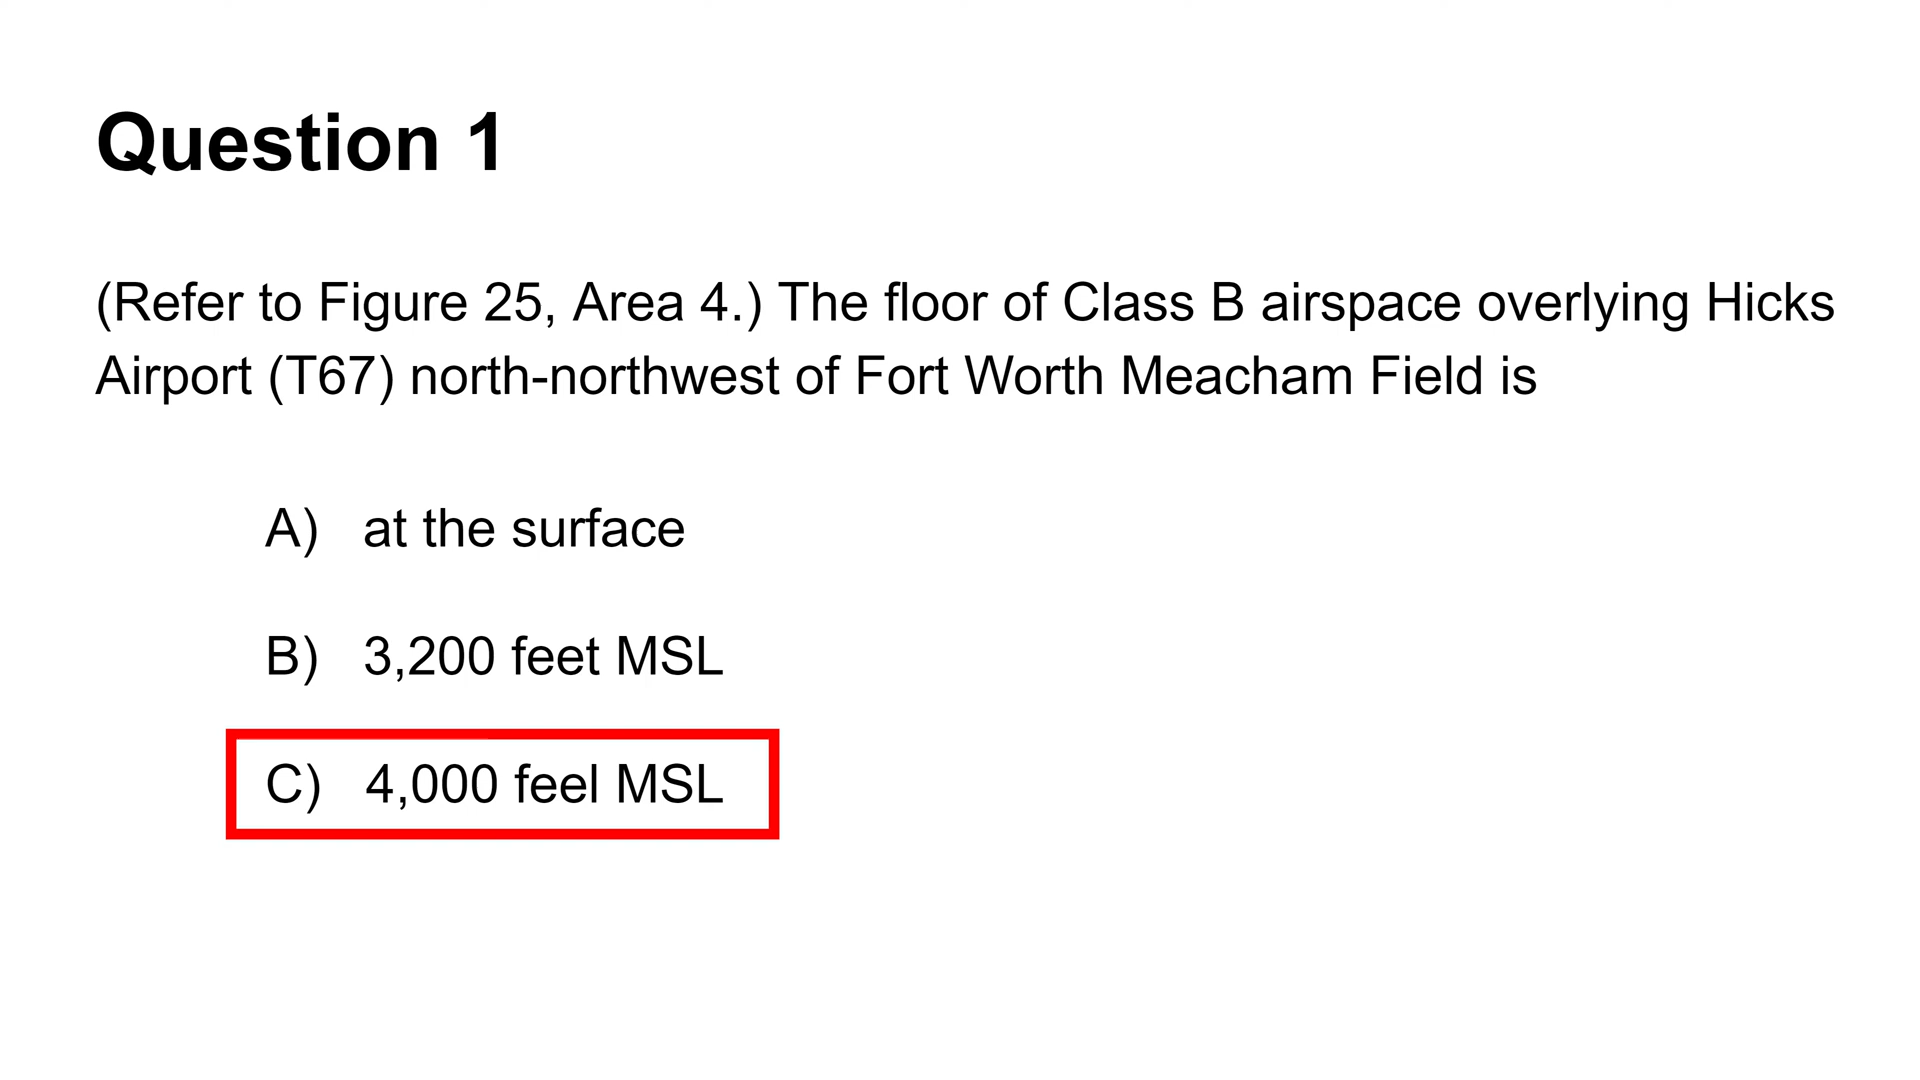 Question 1
(Refer to Figure 25, Area 4.) The floor of Class B airspace overlying Hicks
Airport (T67) north-northwest of Fort Worth Meacham Field is
A) at the surface
B) 3,200 feet MSL
C) 4,000 feel MSL